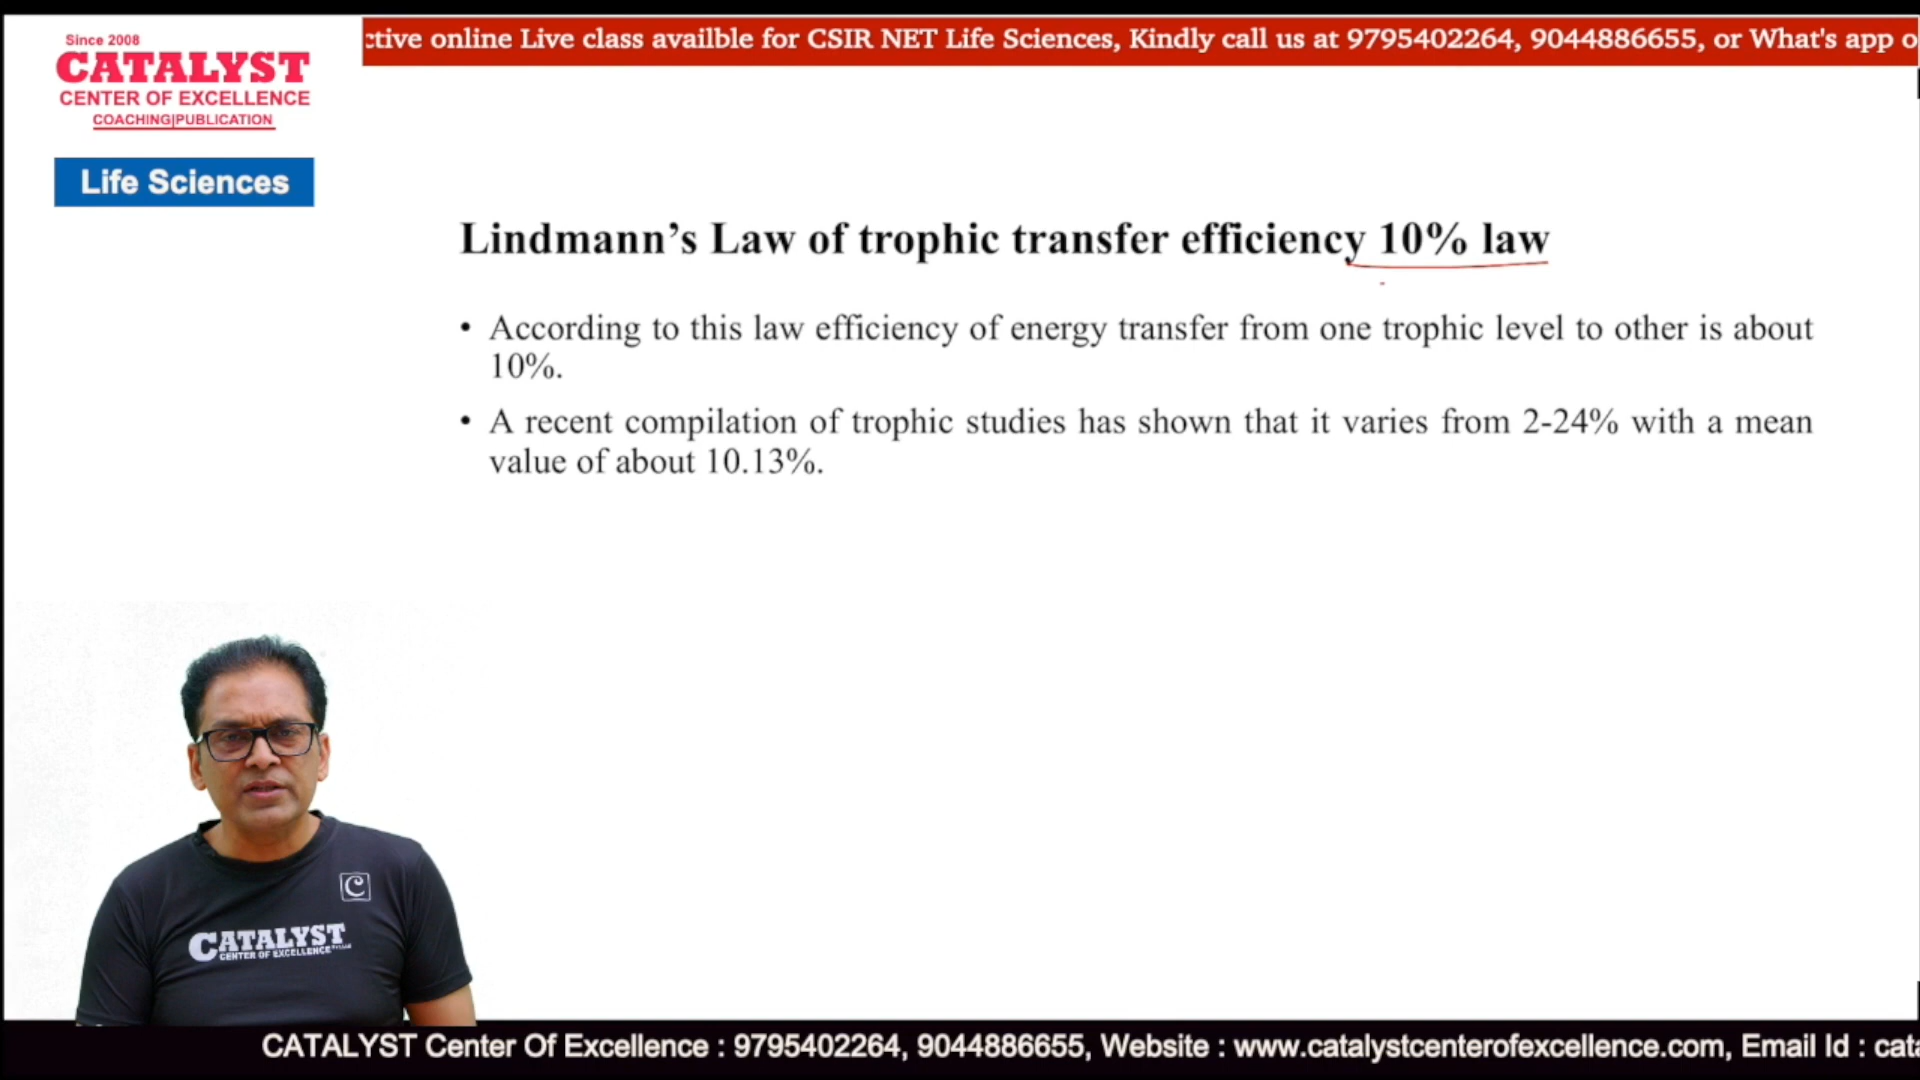 Since 2008
CATALYST
CENTER OF EXCELLENCE
COACHING|PUBLICATION
ctive online Live class availble for CSIR NET Life Sciences, Kindly call us at 9795402264, 9044886655, or What's app o
Life Sciences
Lindmann’s Law of trophic transfer efficiency 10% law
• According to this law efficiency of energy transfer from one trophic level to other is about
10%.
• A recent compilation of trophic studies has shown that it varies from 2-24% with a mean
value of about 10.13%.
C
CATALYST
CENTER OF EXCELLENCE
CATALYST Center Of Excellence : 9795402264, 9044886655, Website : www.catalystcenterofexcellence.com, Email Id : cata